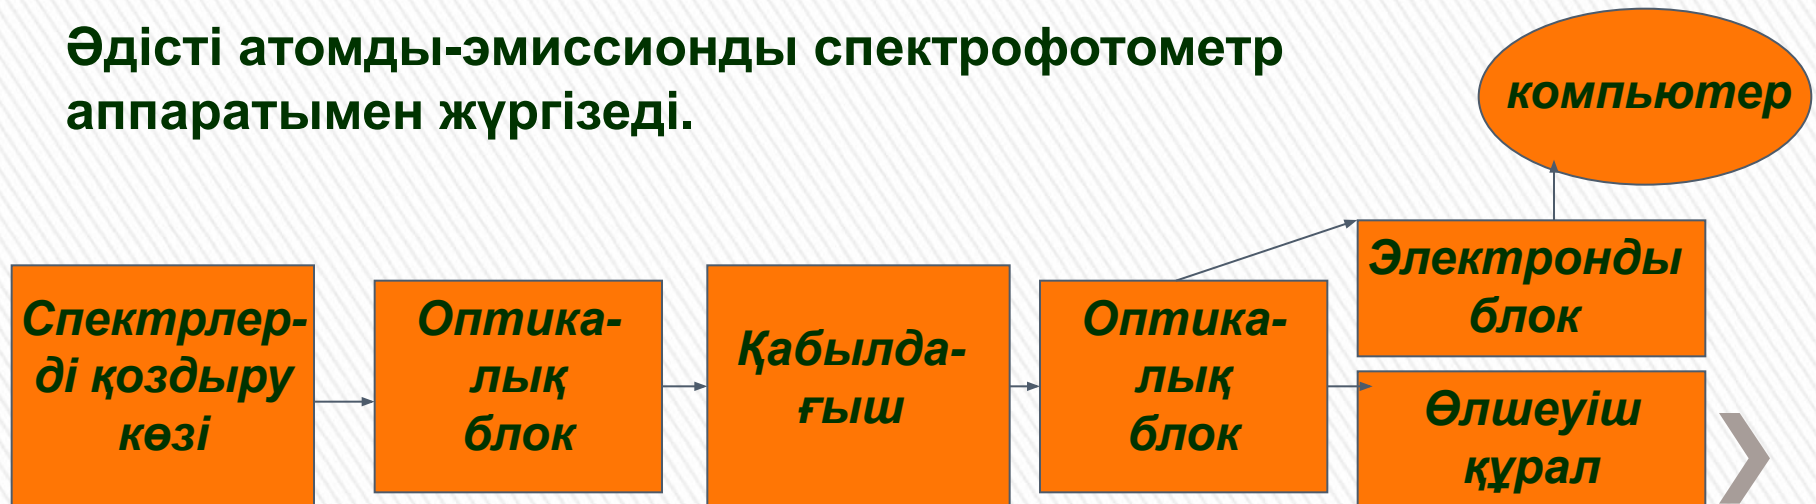 Әдісті атомды-эмиссионды спектрофотометр
аппаратымен жүргізеді.
компьютер
Спектрлер-
ді қоздыру
көзі
Оптика-
лық
блок
Қабылда-
ғыш
Оптика-
лық
блок
Электронды
блок
Өлшеуіш
құрал